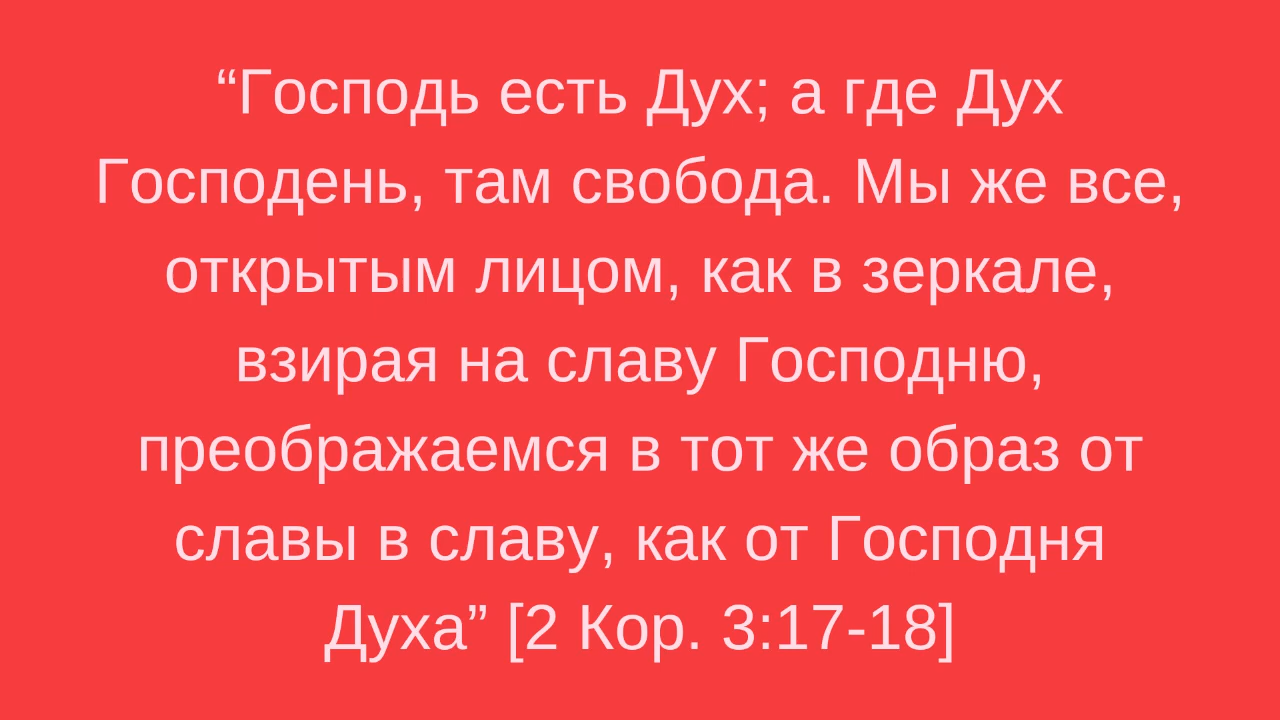 “Господь есть Дух; а где Дух
Господень, там свобода. Мы же все,
открытым лицом, как в зеркале,
взирая на славу Господню,
преображаемся в тот же образ от
славы в славу, как от Господня
Духа” [2 Кор. 3:17-18]